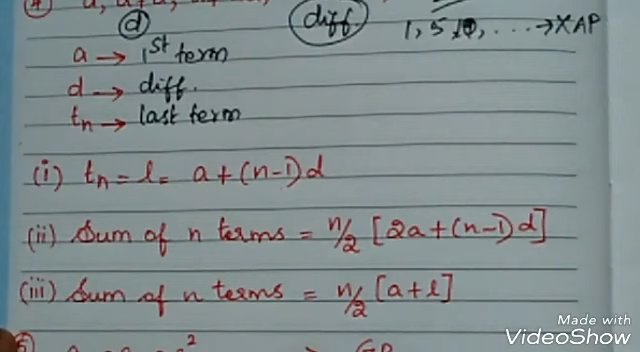 (d) diff. 1, 5, 10, ... → X AP
a → 1st term
d → diff.
tn → last term
(i) tn = l = a + (n-1)d
(ii) Sum of n terms = n/2 [2a + (n-1)d]
(iii) Sum of n terms = n/2 [a + l]
Made with
VideoShow